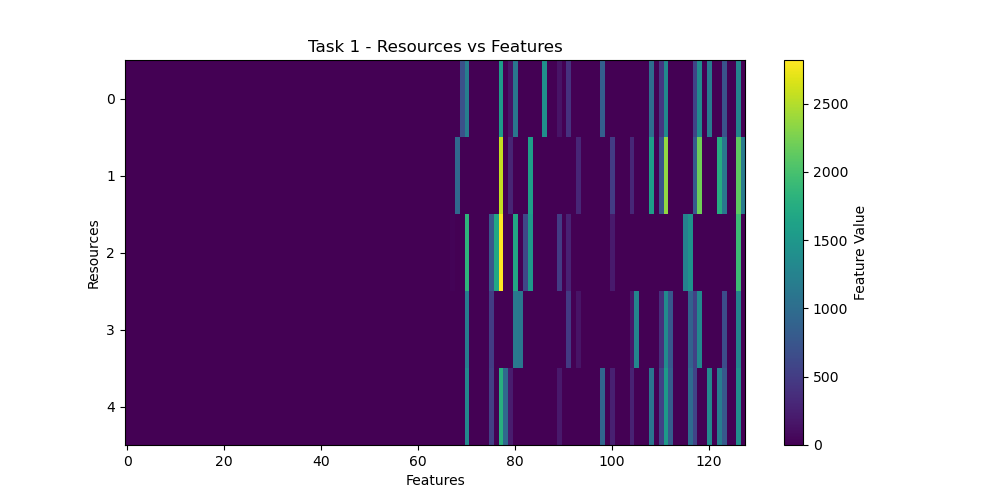 Task 1 - Resources vs Features
0
1
2
3
4
Resources
0 20 40 60 80 100 120
Features
2500
2000
1500
1000
500
0
Feature Value